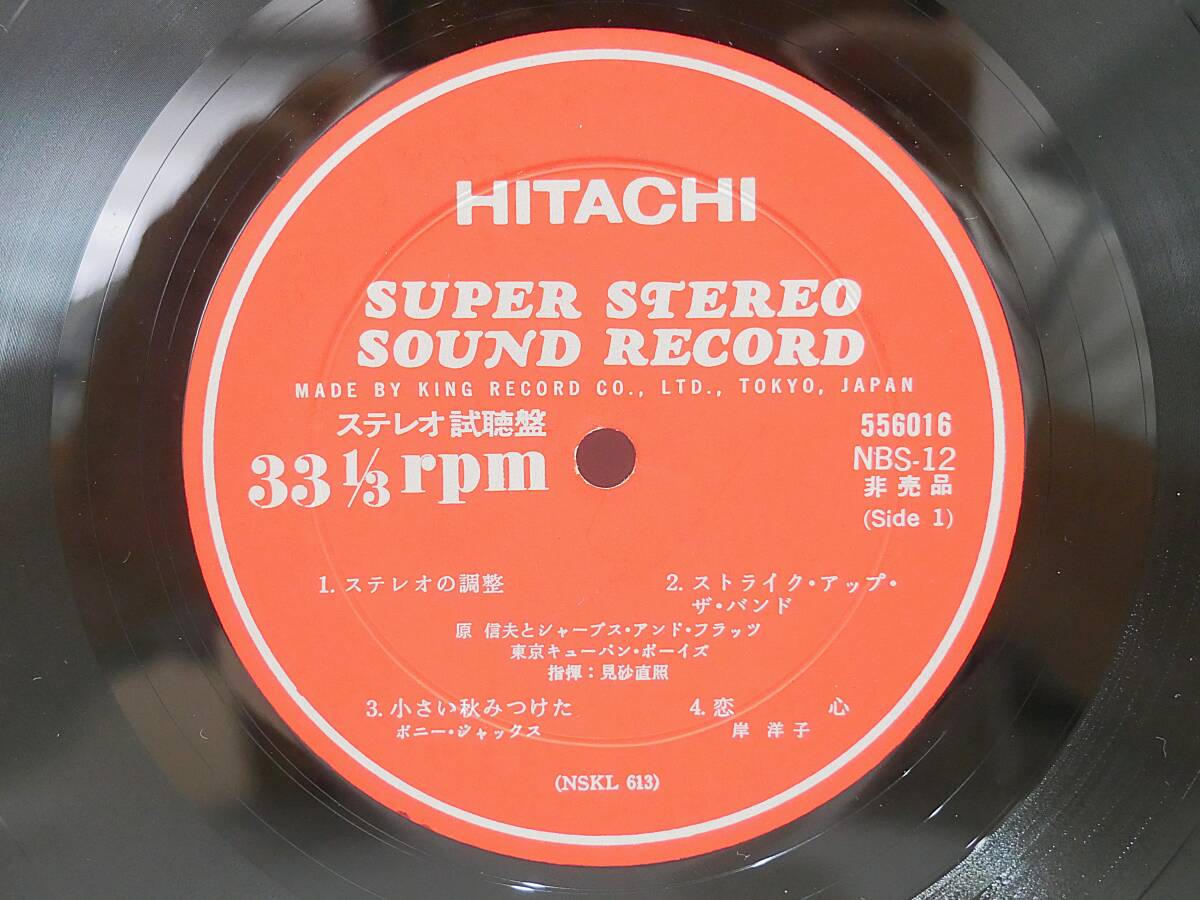 HITACHI
SUPER STEREO
SOUND RECORD
MADE BY KING RECORD CO., LTD., TOKYO, JAPAN
ステレオ試聴盤
33 1/3 rpm
556016
NBS-12
非売品
(Side 1)
1. ステレオの調整
2. ストライク・アップ・
ザ・バンド
原 信夫とシャープス・アンド・フラッツ
東京キューバン・ボーイズ
指揮：見砂直照
3. 小さい秋みつけた
ボニー・ジャックス
4. 恋 心
岸 洋子
(NSKL 613)